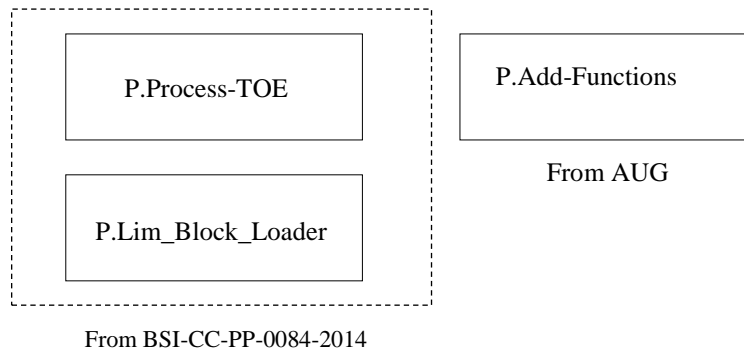 P.Process-TOE
P.Add-Functions
From AUG
P.Lim_Block_Loader
From BSI-CC-PP-0084-2014